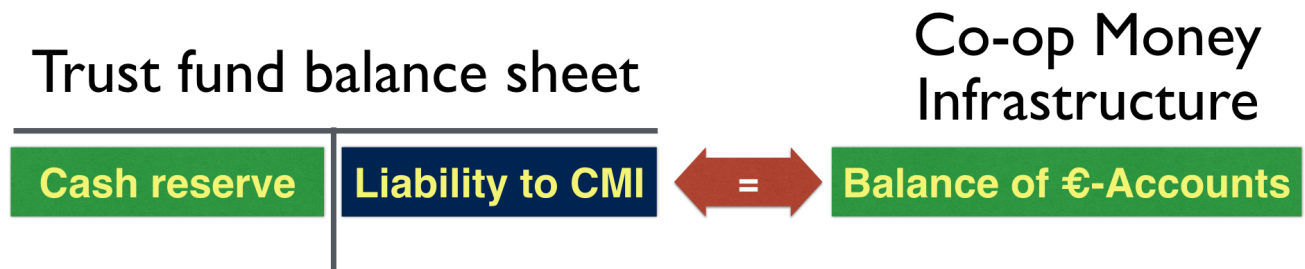 Co-op Money
Trust fund balance sheet
Infrastructure
Cash reserve
Liability to CMI
=
Balance of €-Accounts